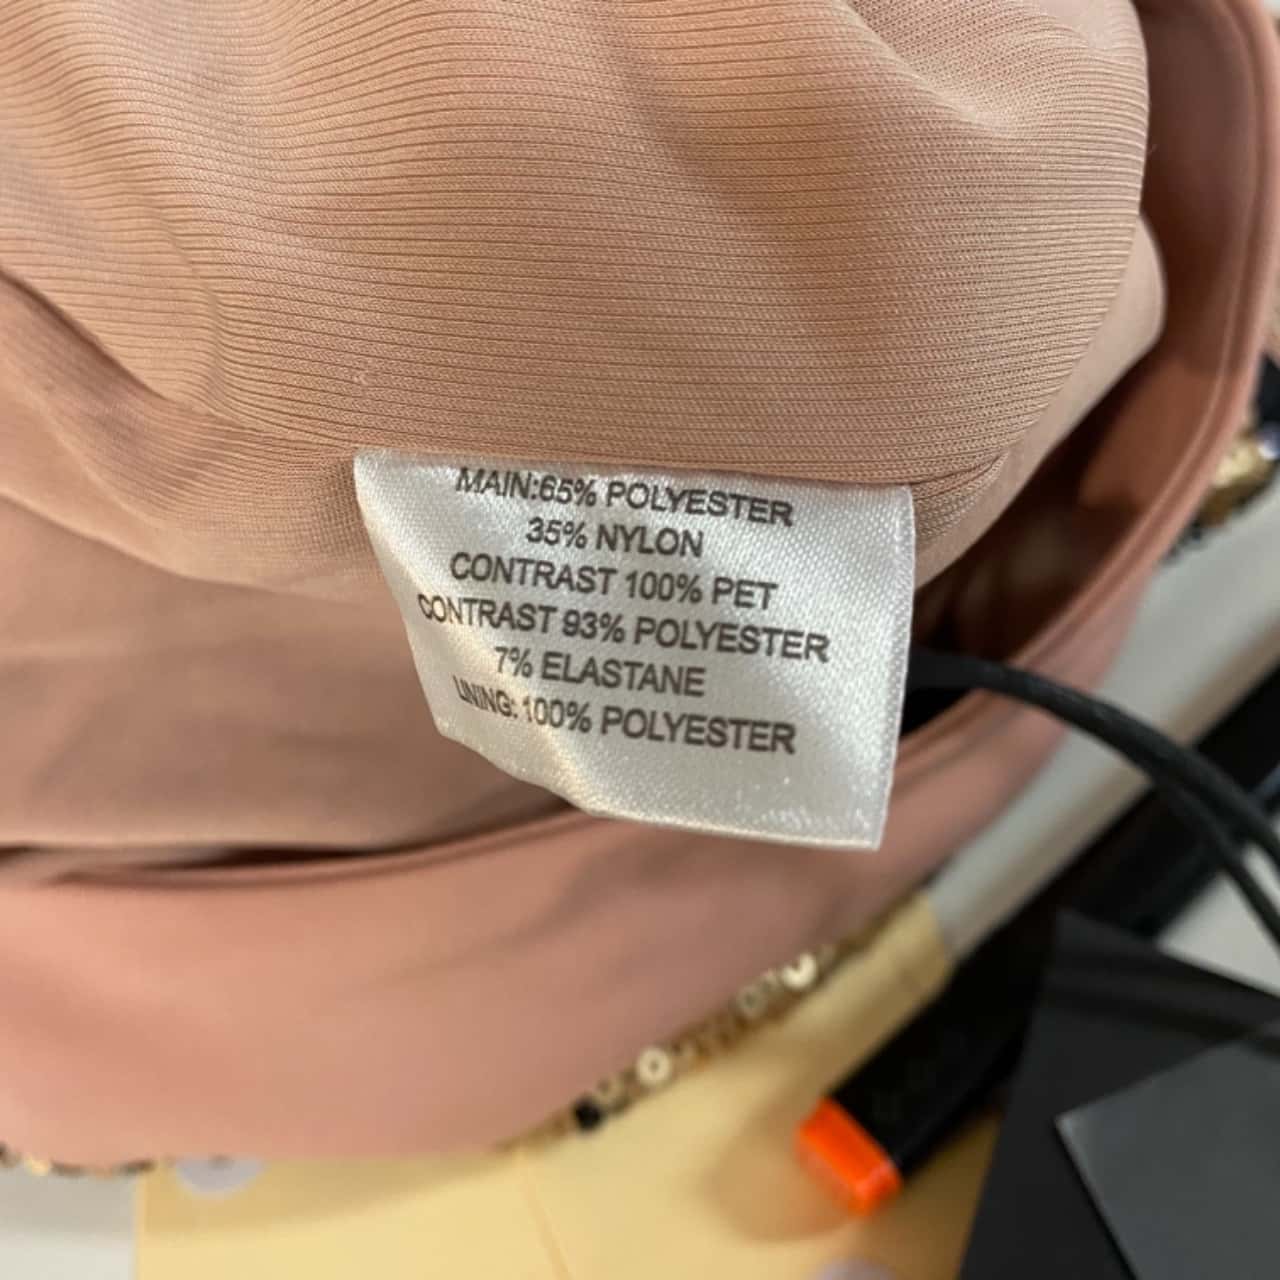 MAIN:65% POLYESTER
35% NYLON
CONTRAST 100% PET
CONTRAST 93% POLYESTER
7% ELASTANE
LINING: 100% POLYESTER